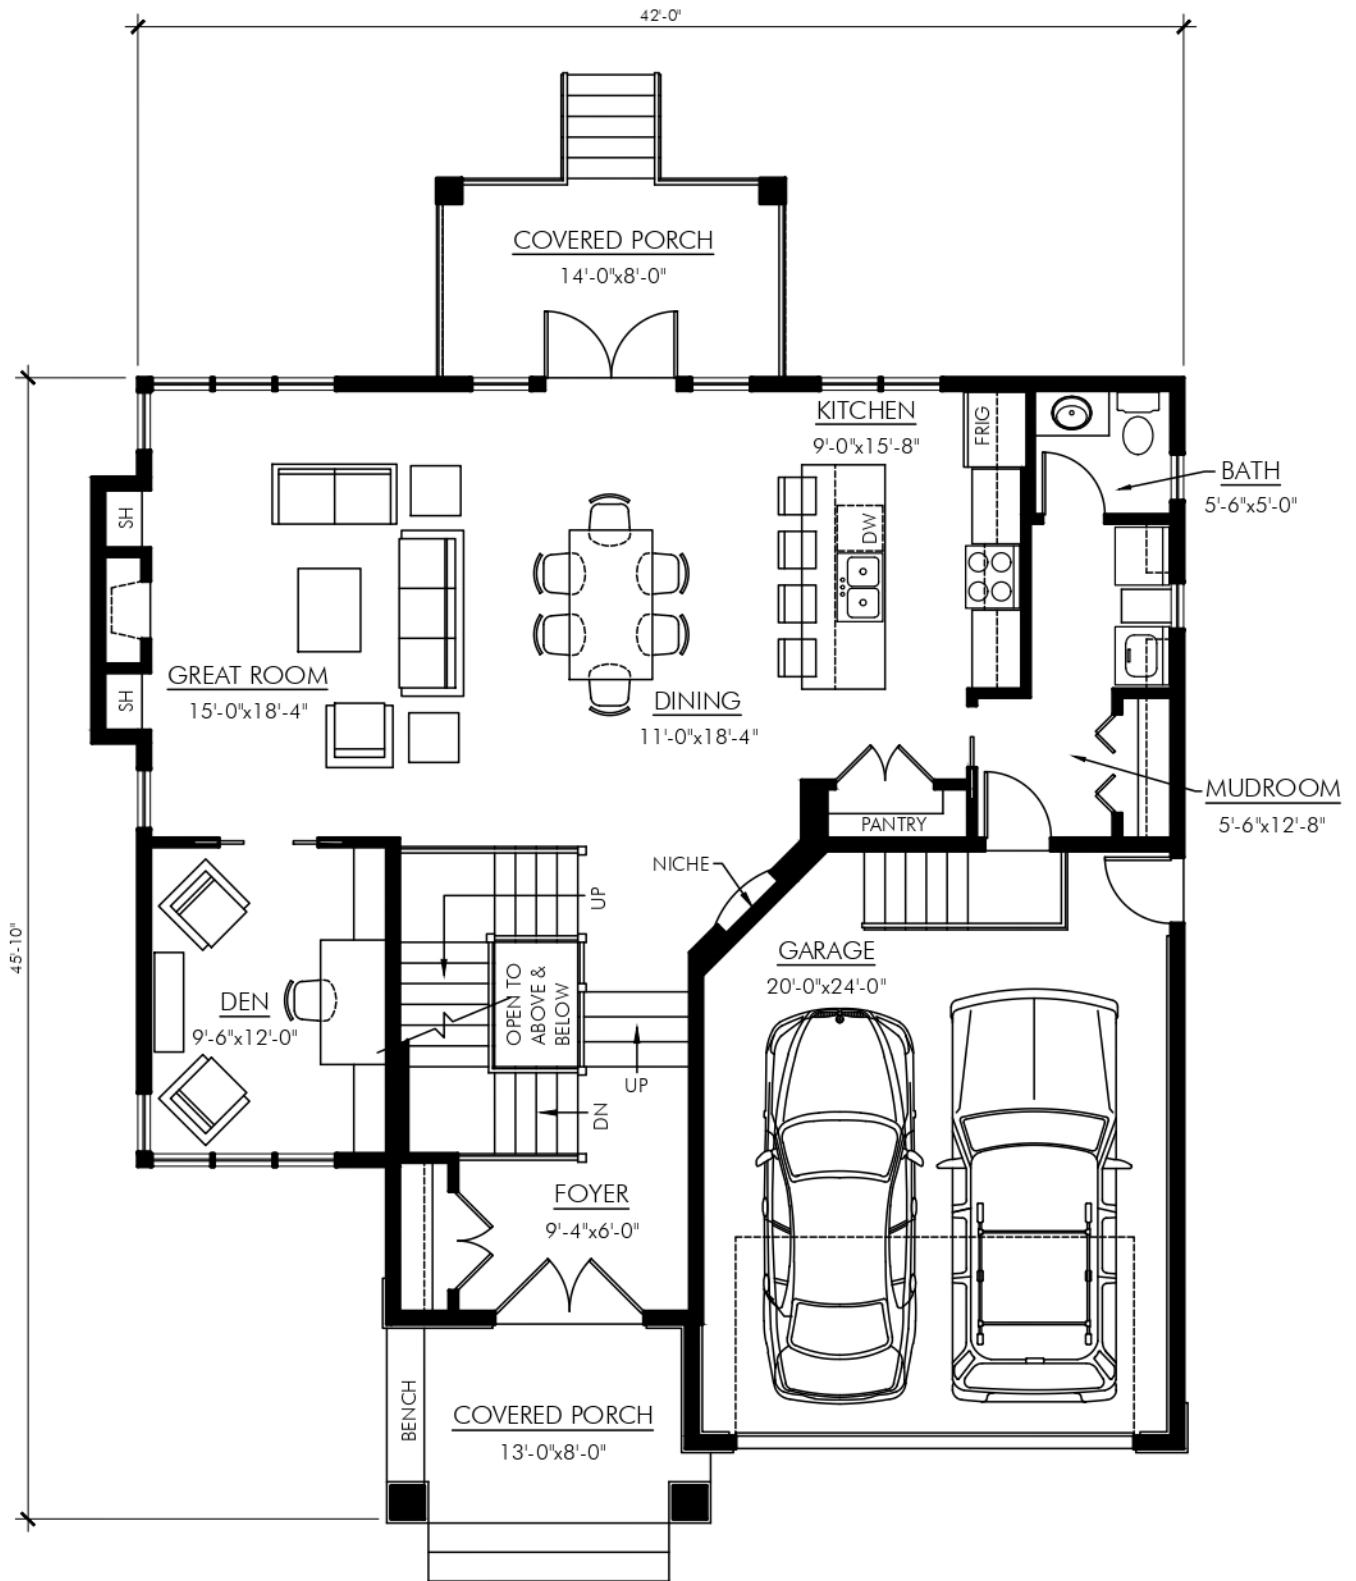 42'-0"
COVERED PORCH
14'-0"x8'-0"
KITCHEN
9'-0"x15'-8"
FRIG
BATH
5'-6"x5'-0"
SH
DW
GREAT ROOM
15'-0"x18'-4"
SH
DINING
11'-0"x18'-4"
MUDROOM
5'-6"x12'-8"
PANTRY
NICHE
UP
GARAGE
20'-0"x24'-0"
45'-10"
DEN
9'-6"x12'-0"
OPEN TO
ABOVE &
BELOW
UP
DN
FOYER
9'-4"x6'-0"
BENCH
COVERED PORCH
13'-0"x8'-0"